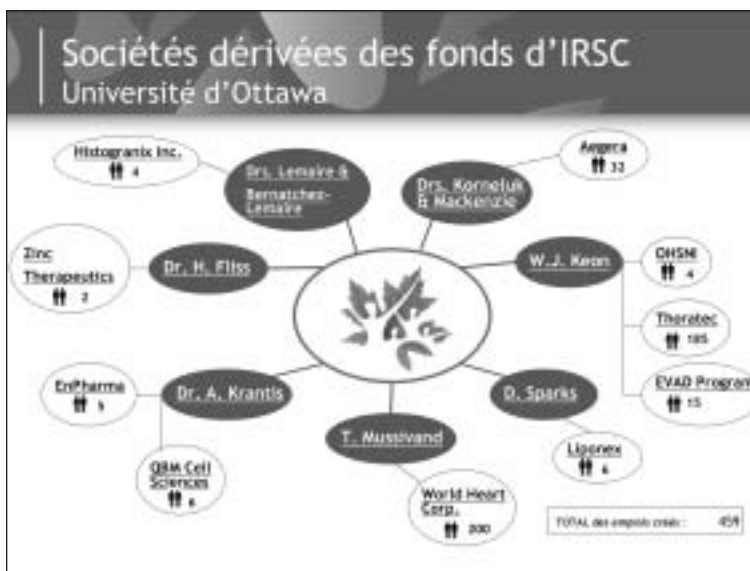 Sociétés dérivées des fonds d'IRSC
Université d'Ottawa
Histogranix Inc.
4
Drs. Lemaire &
Bernatchez-
Lemaire
Drs. Korneluk
& Mackenzie
Aegera
32
Zinc
Therapeutics
2
Dr. H. Fliss
W.J. Keon
OHSNI
4
Thoratec
185
EVAD Program
15
EnPharma
5
Dr. A. Krantis
QBM Cell
Sciences
6
T. Mussivand
World Heart
Corp.
200
D. Sparks
Liponex
6
TOTAL des emplois créés : 459